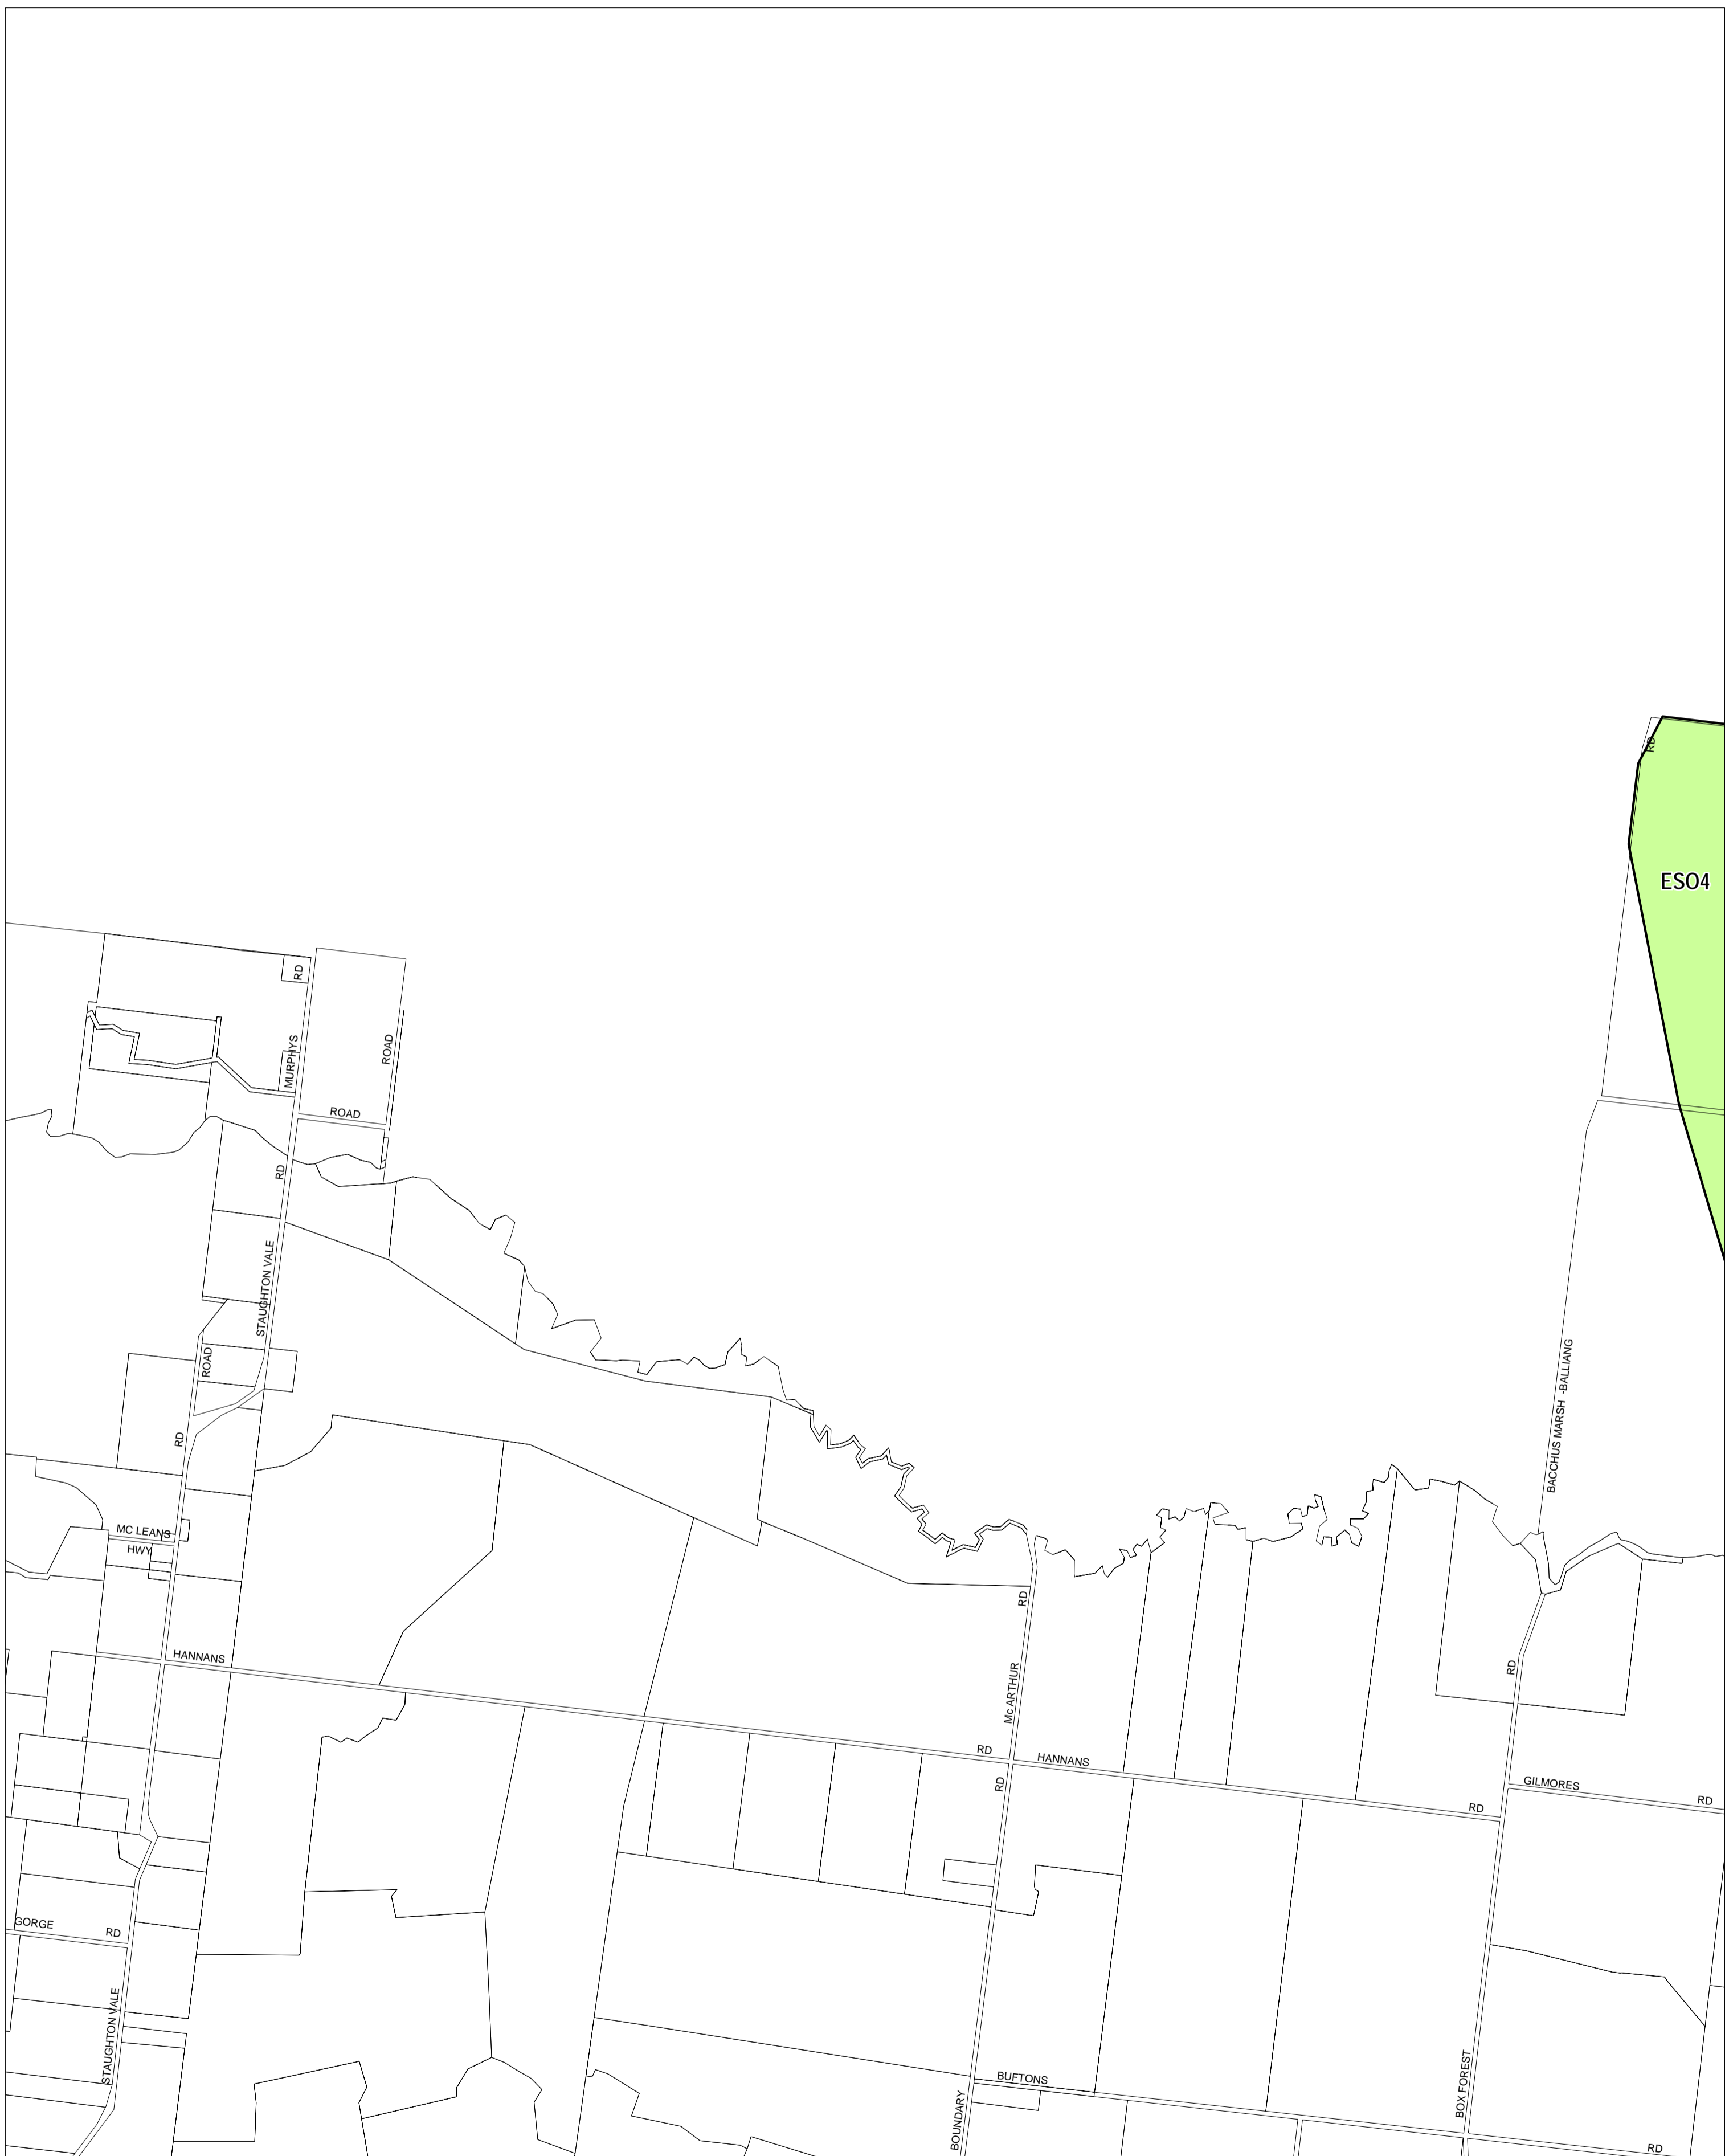 RD
ESO4
RD
MURPHYS
ROAD
ROAD
RD
STAUGHTON VALE
ROAD
BACCHUS MARSH -BALLIANG
RD
MC LEANS
HWY
RD
HANNANS
Mc ARTHUR
RD
RD
HANNANS
RD
GILMORES
RD
RD
GORGE
RD
STAUGHTON VALE
BUFTONS
BOUNDARY
BOX FOREST
RD